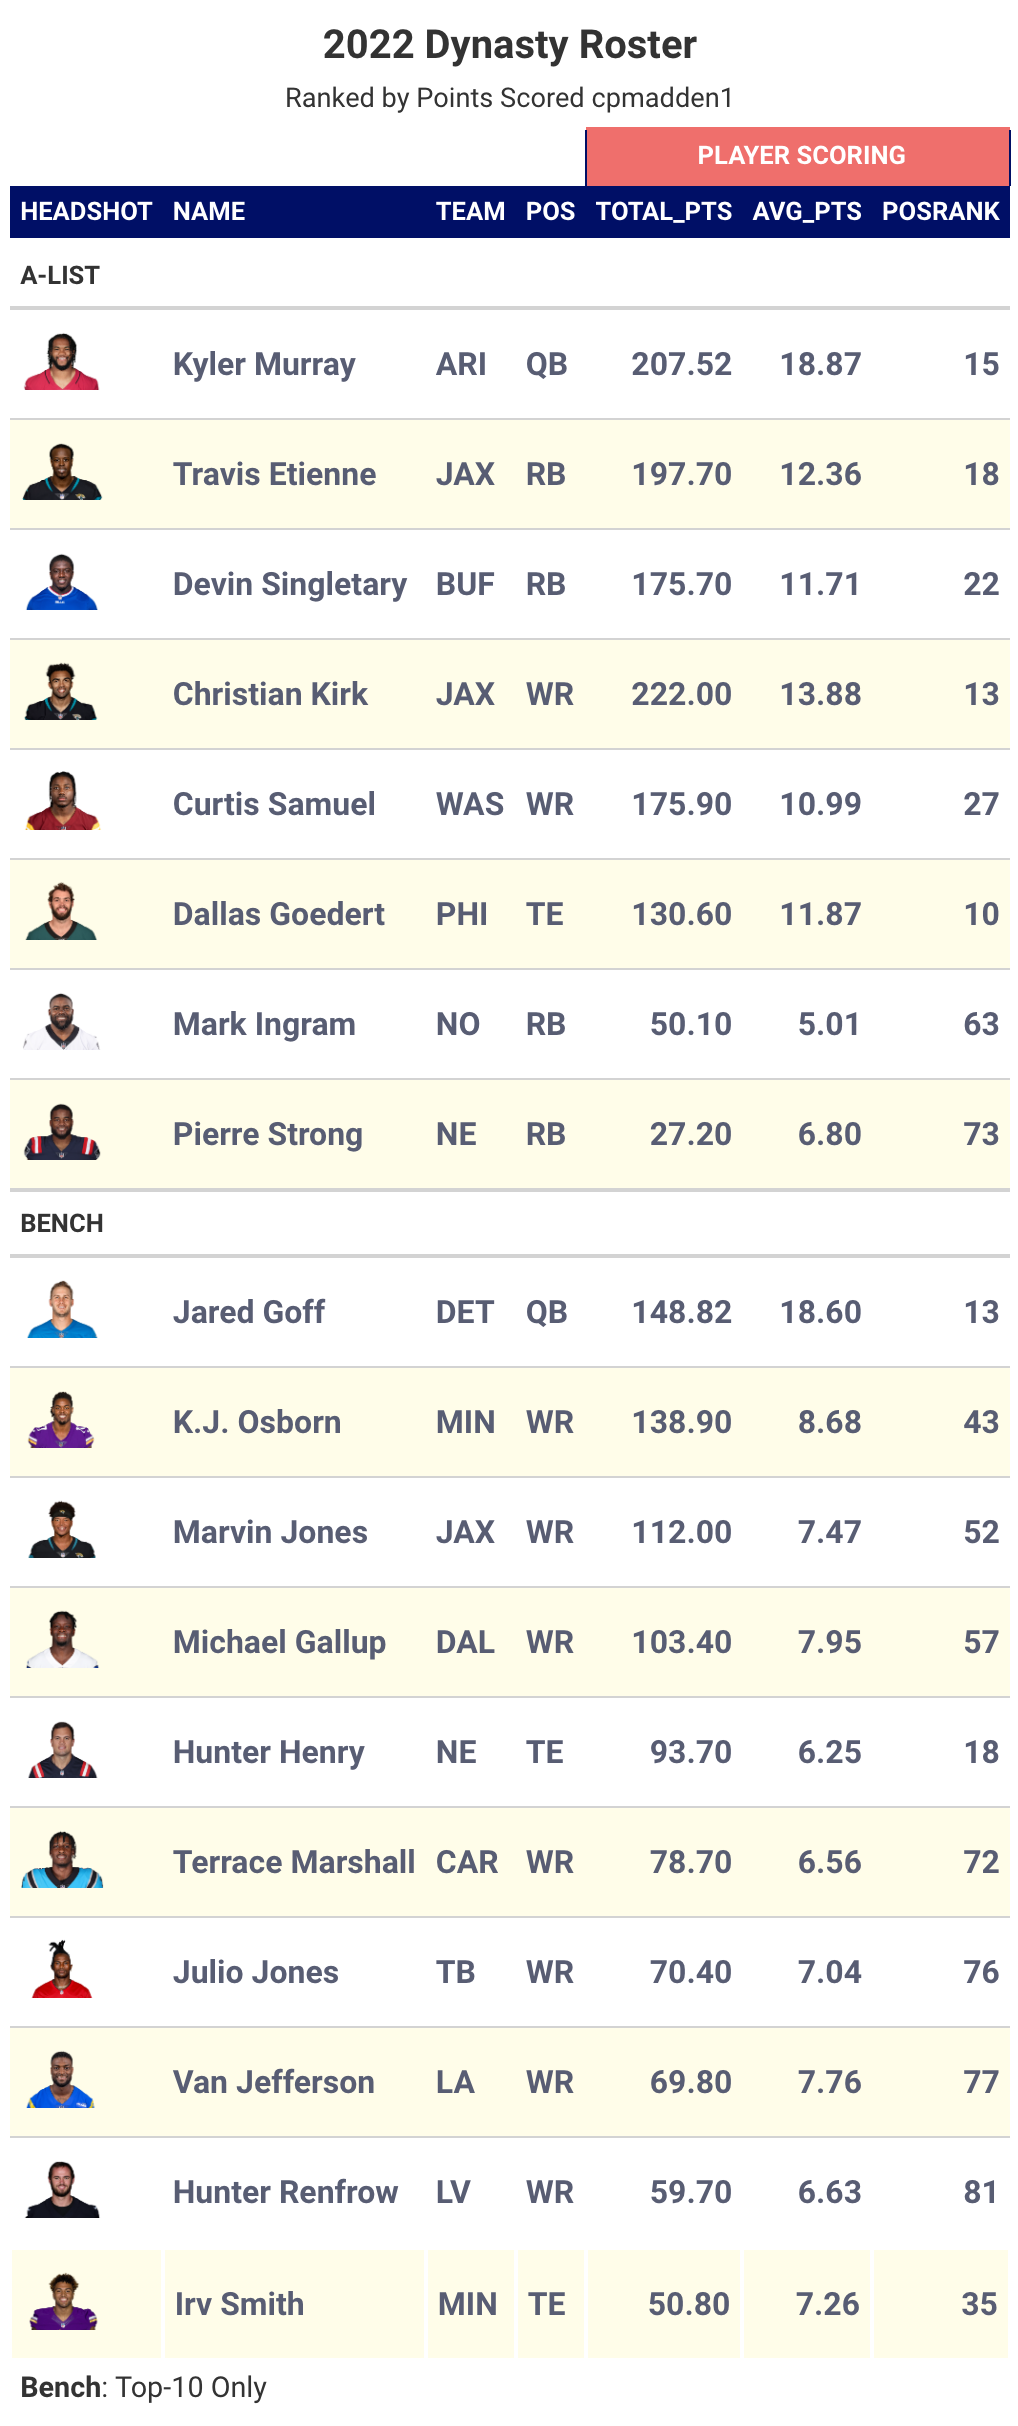 2022 Dynasty Roster
Ranked by Points Scored cpmadden1
PLAYER SCORING
HEADSHOT NAME TEAM POS TOTAL_PTS AVG_PTS POSRANK
A-LIST
Kyler Murray ARI QB 207.52 18.87 15
Travis Etienne JAX RB 197.70 12.36 18
Devin Singletary BUF RB 175.70 11.71 22
Christian Kirk JAX WR 222.00 13.88 13
Curtis Samuel WAS WR 175.90 10.99 27
Dallas Goedert PHI TE 130.60 11.87 10
Mark Ingram NO RB 50.10 5.01 63
Pierre Strong NE RB 27.20 6.80 73
BENCH
Jared Goff DET QB 148.82 18.60 13
K.J. Osborn MIN WR 138.90 8.68 43
Marvin Jones JAX WR 112.00 7.47 52
Michael Gallup DAL WR 103.40 7.95 57
Hunter Henry NE TE 93.70 6.25 18
Terrace Marshall CAR WR 78.70 6.56 72
Julio Jones TB WR 70.40 7.04 76
Van Jefferson LA WR 69.80 7.76 77
Hunter Renfrow LV WR 59.70 6.63 81
Irv Smith MIN TE 50.80 7.26 35
Bench: Top-10 Only